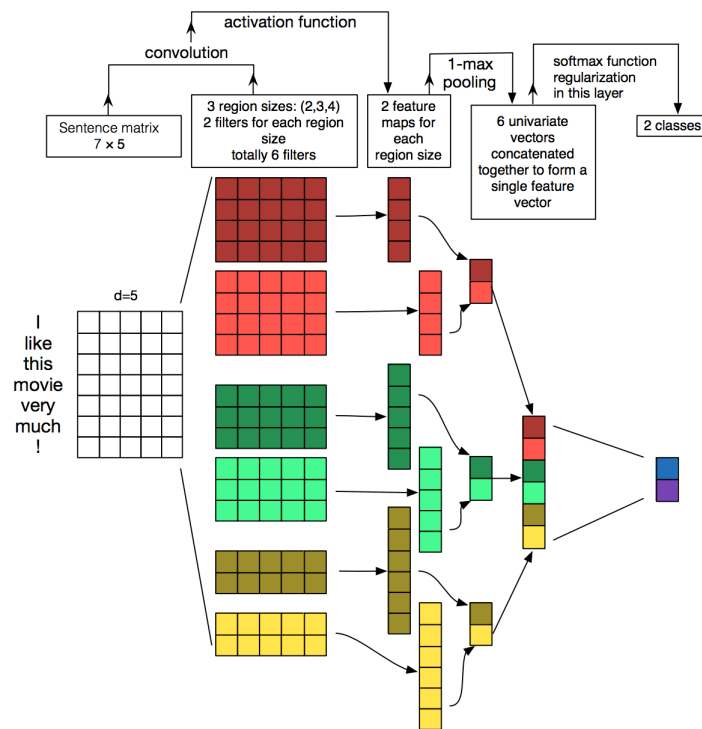 activation function
convolution
1-max
pooling
softmax function
regularization
in this layer
Sentence matrix
7 × 5
3 region sizes: (2,3,4)
2 filters for each region
size
totally 6 filters
2 feature
maps for
each
region size
6 univariate
vectors
concatenated
together to form a
single feature
vector
2 classes
d=5
I
like
this
movie
very
much
!